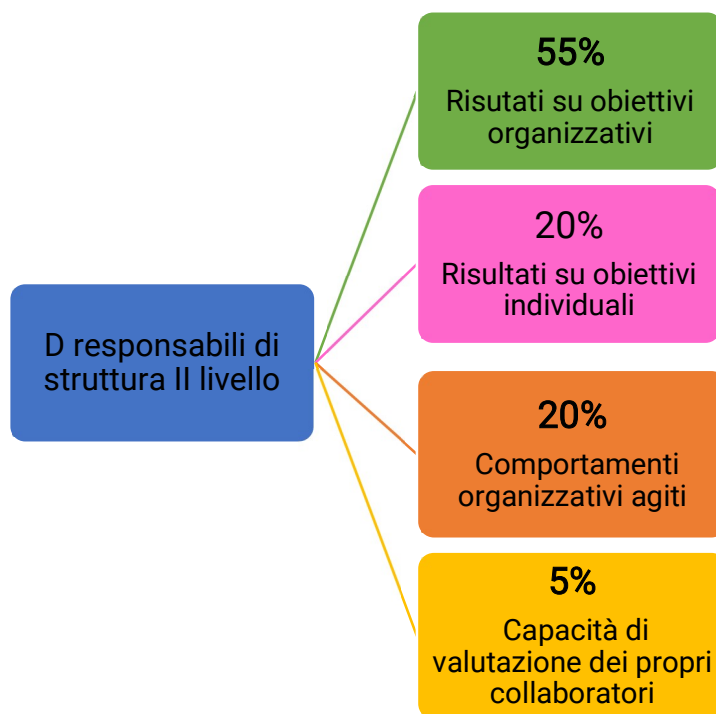 55%
Risutati su obiettivi
organizzativi
20%
Risultati su obiettivi
individuali
D responsabili di
struttura II livello
20%
Comportamenti
organizzativi agiti
5%
Capacità di
valutazione dei propri
collaboratori